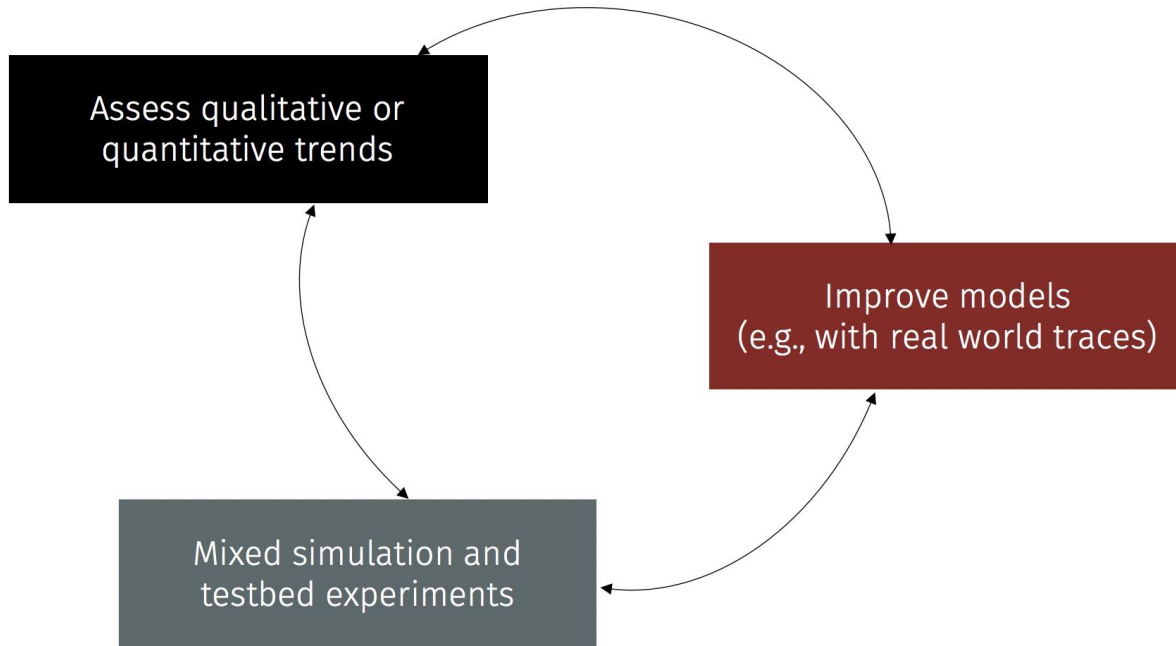 Assess qualitative or
quantitative trends
Improve models
(e.g., with real world traces)
Mixed simulation and
testbed experiments